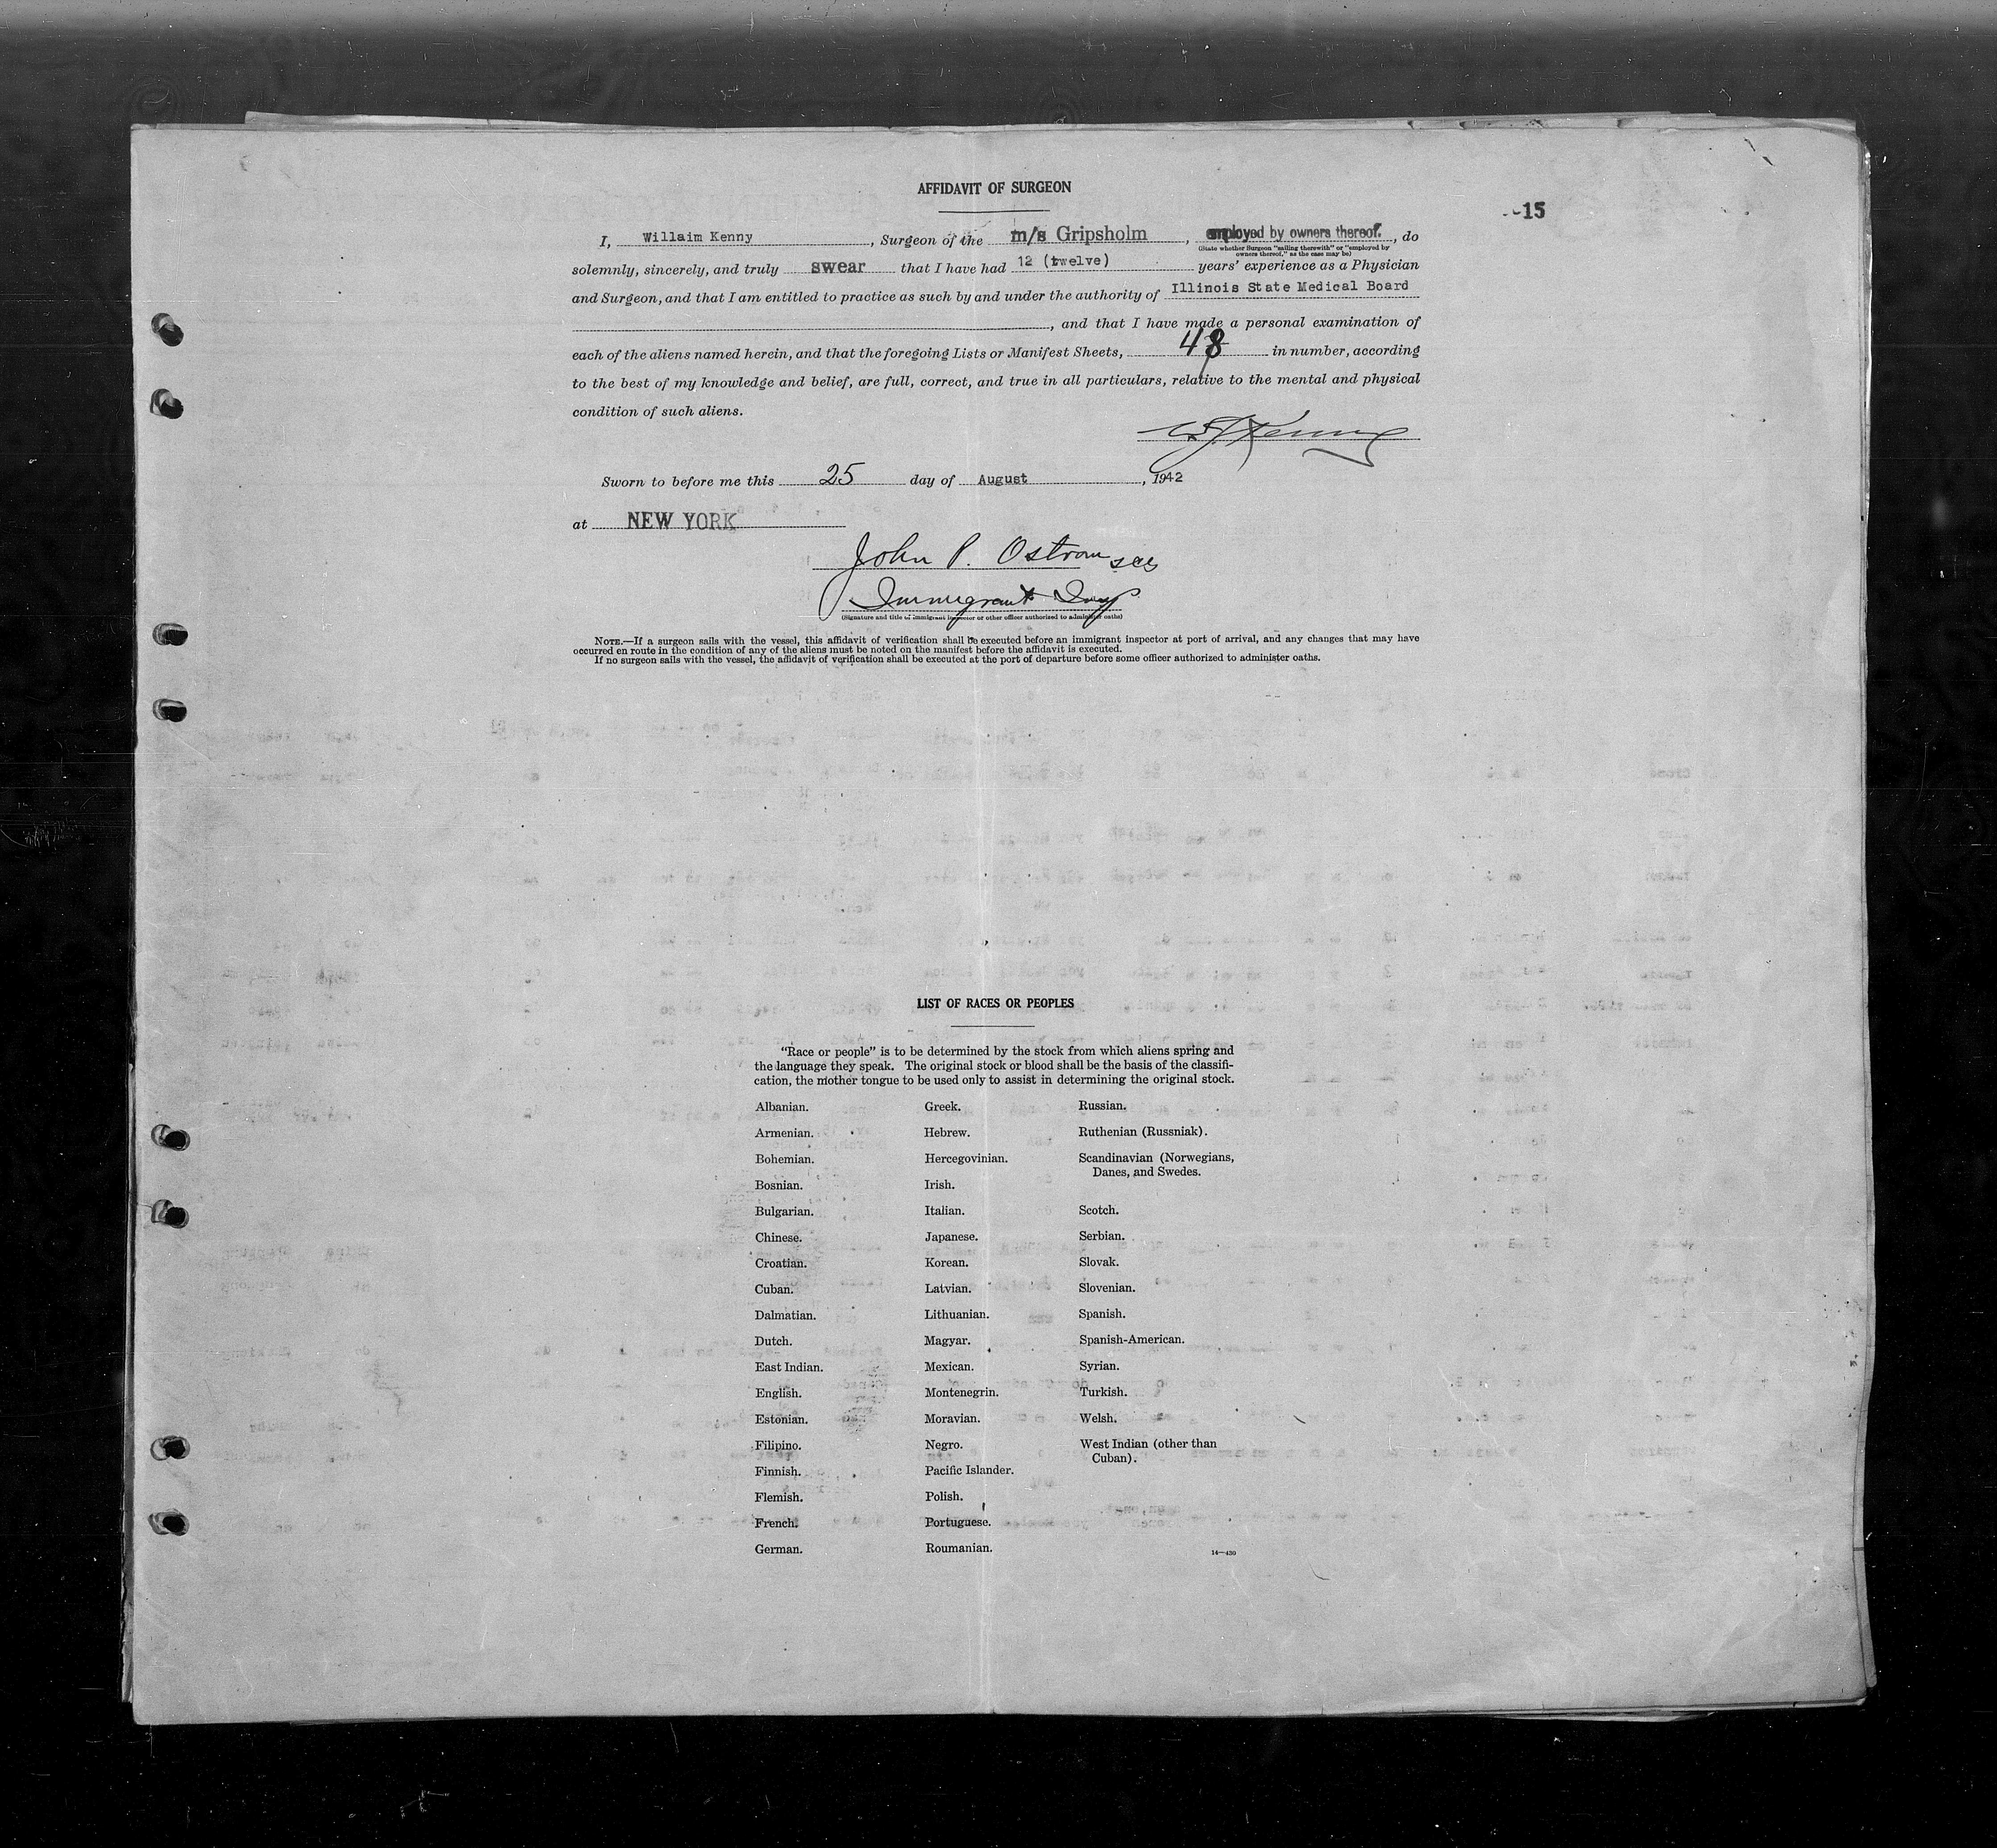 AFFIDAVIT OF SURGEON
15
I, Willaim Kenny, Surgeon of the m/s Gripsholm, employed by owners thereof., do
(State whether Surgeon "sailing therewith" or "employed by
owners thereof," as the case may be)
solemnly, sincerely, and truly swear that I have had 12 (twelve) years' experience as a Physician
and Surgeon, and that I am entitled to practice as such by and under the authority of Illinois State Medical Board
, and that I have made a personal examination of
each of the aliens named herein, and that the foregoing Lists or Manifest Sheets, 48 in number, according
to the best of my knowledge and belief, are full, correct, and true in all particulars, relative to the mental and physical
condition of such aliens.
WJ Kenny
Sworn to before me this 25 day of August, 1942
at NEW YORK
John P. Ostrom
Immigrant Insp
(Signature and title of immigrant inspector or other officer authorized to administer oaths)
NOTE.—If a surgeon sails with the vessel, this affidavit of verification shall be executed before an immigrant inspector at port of arrival, and any changes that may have
occurred en route in the condition of any of the aliens must be noted on the manifest before the affidavit is executed.
If no surgeon sails with the vessel, the affidavit of verification shall be executed at the port of departure before some officer authorized to administer oaths.
LIST OF RACES OR PEOPLES
"Race or people" is to be determined by the stock from which aliens spring and
the language they speak. The original stock or blood shall be the basis of the classifi-
cation, the mother tongue to be used only to assist in determining the original stock.
Albanian.
Armenian.
Bohemian.
Bosnian.
Bulgarian.
Chinese.
Croatian.
Cuban.
Dalmatian.
Dutch.
East Indian.
English.
Estonian.
Filipino.
Finnish.
Flemish.
French.
German.
Greek.
Hebrew.
Hercegovinian.
Irish.
Italian.
Japanese.
Korean.
Latvian.
Lithuanian.
Magyar.
Mexican.
Montenegrin.
Moravian.
Negro.
Pacific Islander.
Polish.
Portuguese.
Roumanian.
Russian.
Ruthenian (Russniak).
Scandinavian (Norwegians,
Danes, and Swedes.
Scotch.
Serbian.
Slovak.
Slovenian.
Spanish.
Spanish-American.
Syrian.
Turkish.
Welsh.
West Indian (other than
Cuban).
14—430